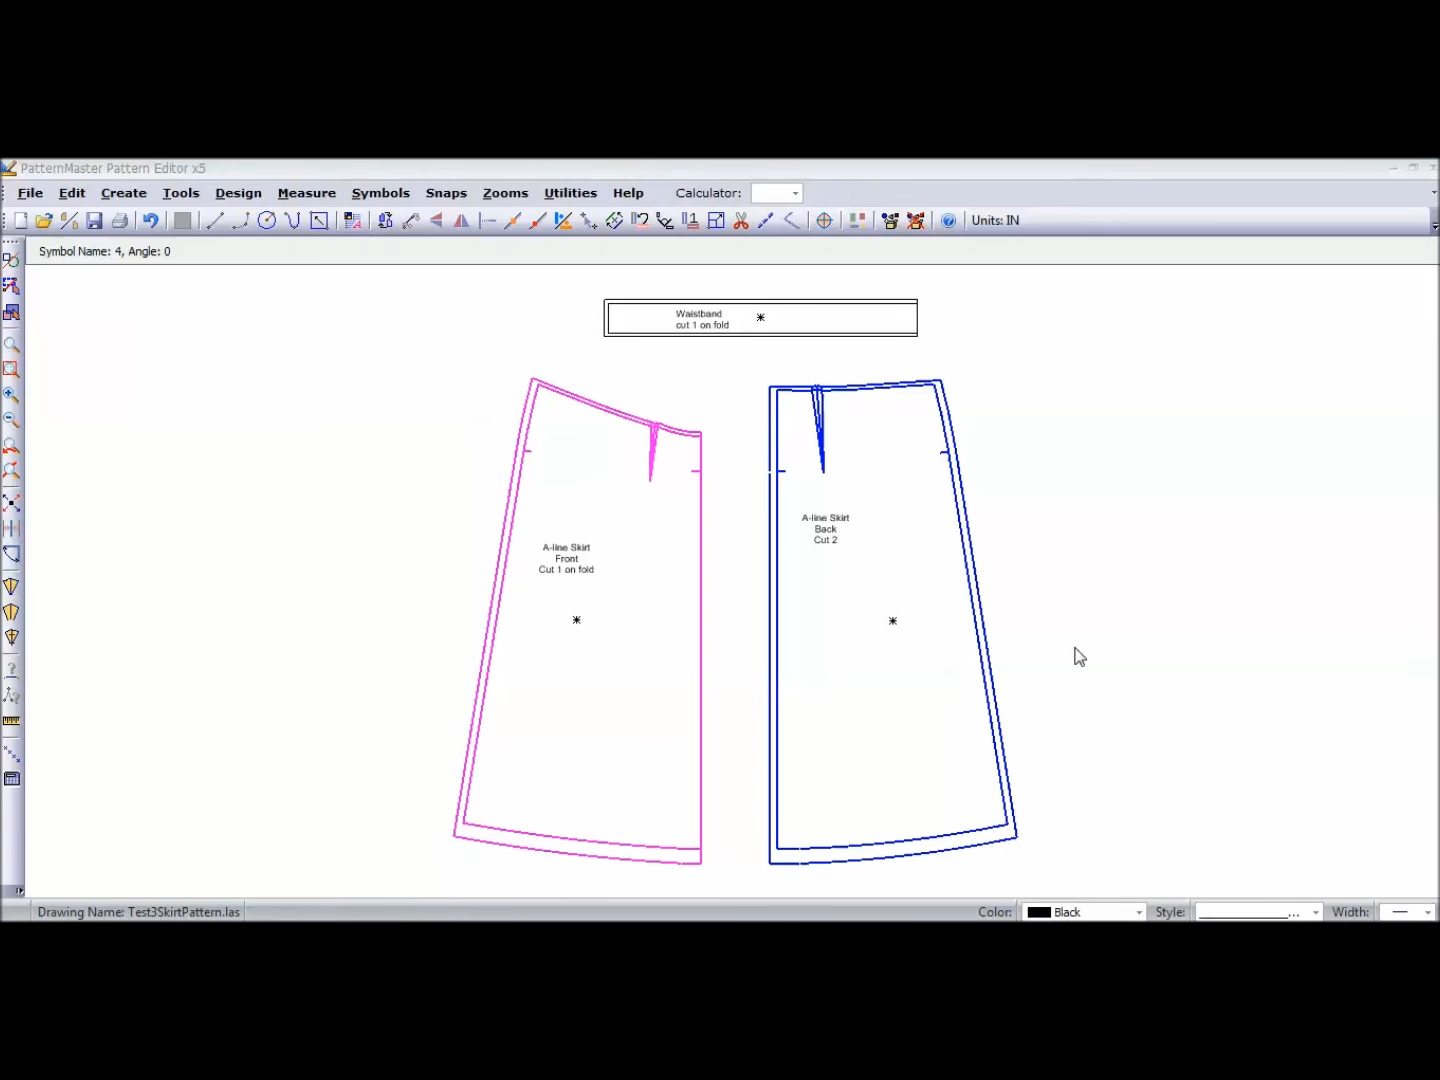 PatternMaster Pattern Editor x5
File Edit Create Tools Design Measure Symbols Snaps Zooms Utilities Help Calculator:
Units: IN
Symbol Name: 4, Angle: 0
Waistband
cut 1 on fold
A-line Skirt
Front
Cut 1 on fold
A-line Skirt
Back
Cut 2
Drawing Name: Test3SkirtPattern.las Color: Black Style: ... Width: